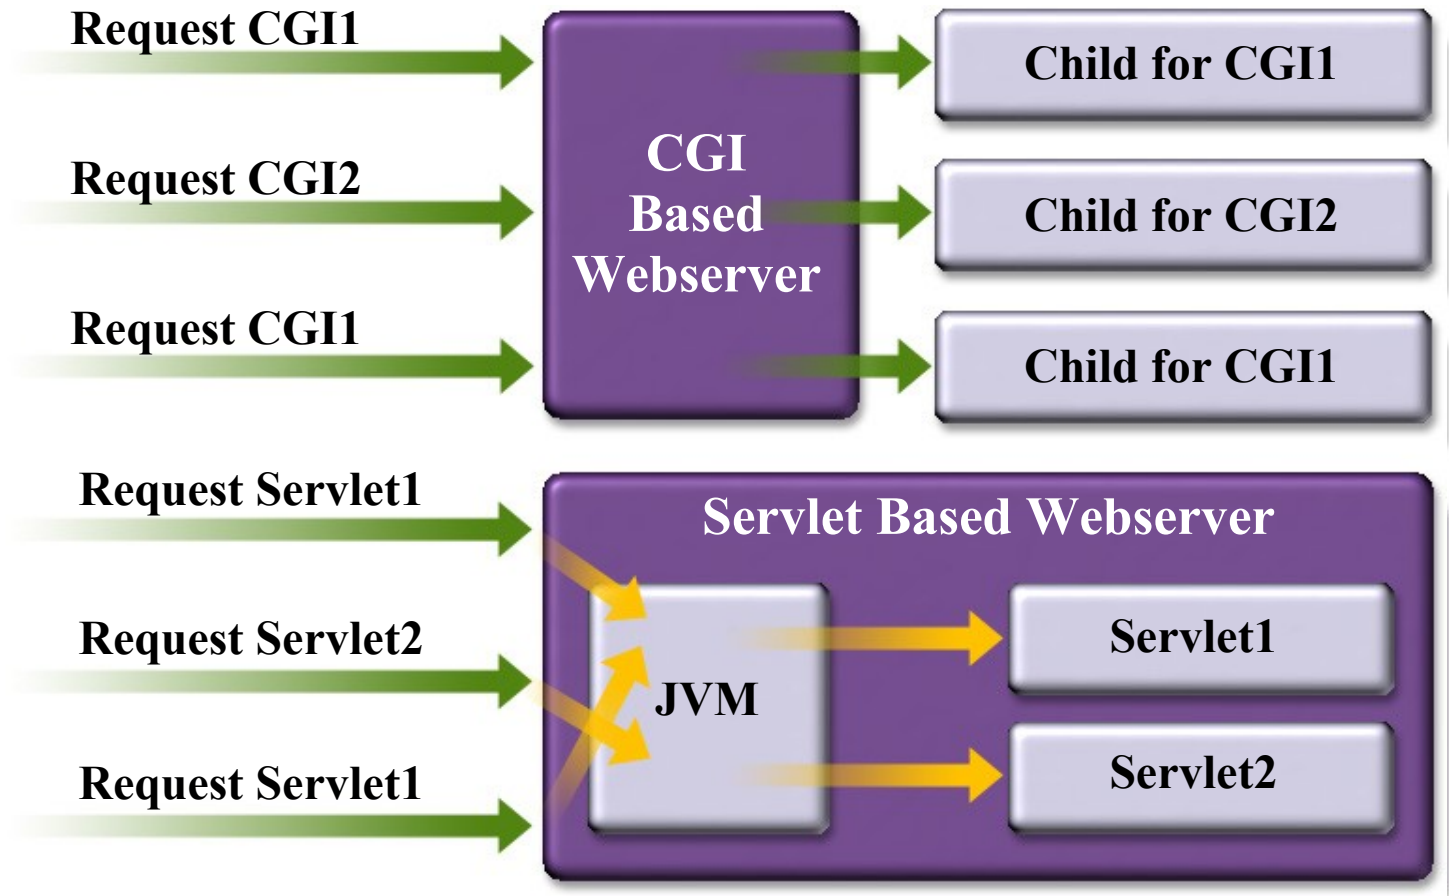 Request CGI1
Request CGI2
Request CGI1
CGI
Based
Webserver
Child for CGI1
Child for CGI2
Child for CGI1
Request Servlet1
Request Servlet2
Request Servlet1
Servlet Based Webserver
JVM
Servlet1
Servlet2